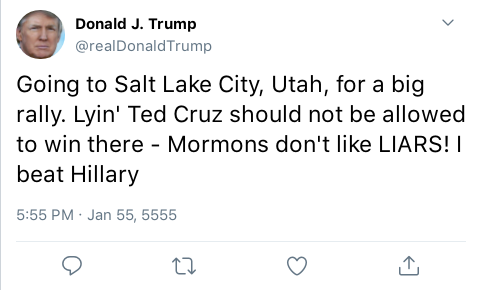 Donald J. Trump
@realDonaldTrump
Going to Salt Lake City, Utah, for a big
rally. Lyin' Ted Cruz should not be allowed
to win there - Mormons don't like LIARS! I
beat Hillary
5:55 PM · Jan 55, 5555